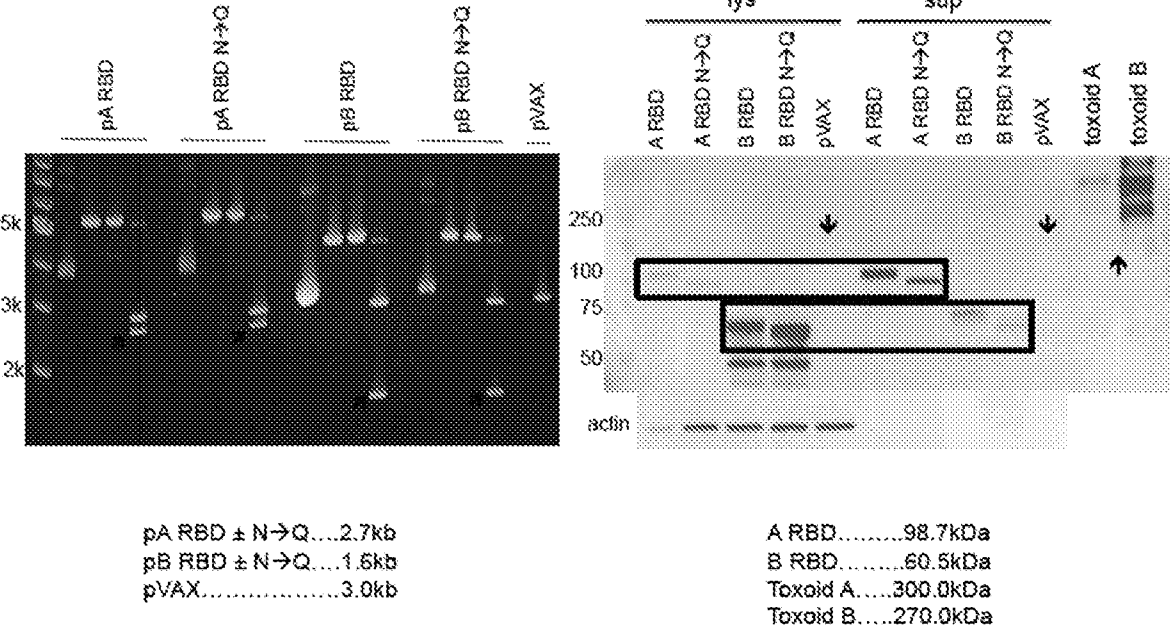 pA RBD
pA RBD N→Q
pB RBD
pB RBD N→Q
pVAX
5k
3k
2k
lys
sup
A RBD
A RBD N→Q
B RBD
B RBD N→Q
pVAX
A RBD
A RBD N→Q
B RBD
B RBD N→Q
pVAX
toxoid A
toxoid B
250
100
75
50
actin
pA RBD ± N→Q....2.7kb
pB RBD ± N→Q....1.6kb
pVAX..................3.0kb
A RBD.........98.7kDa
B RBD.........60.5kDa
Toxoid A.....300.0kDa
Toxoid B.....270.0kDa